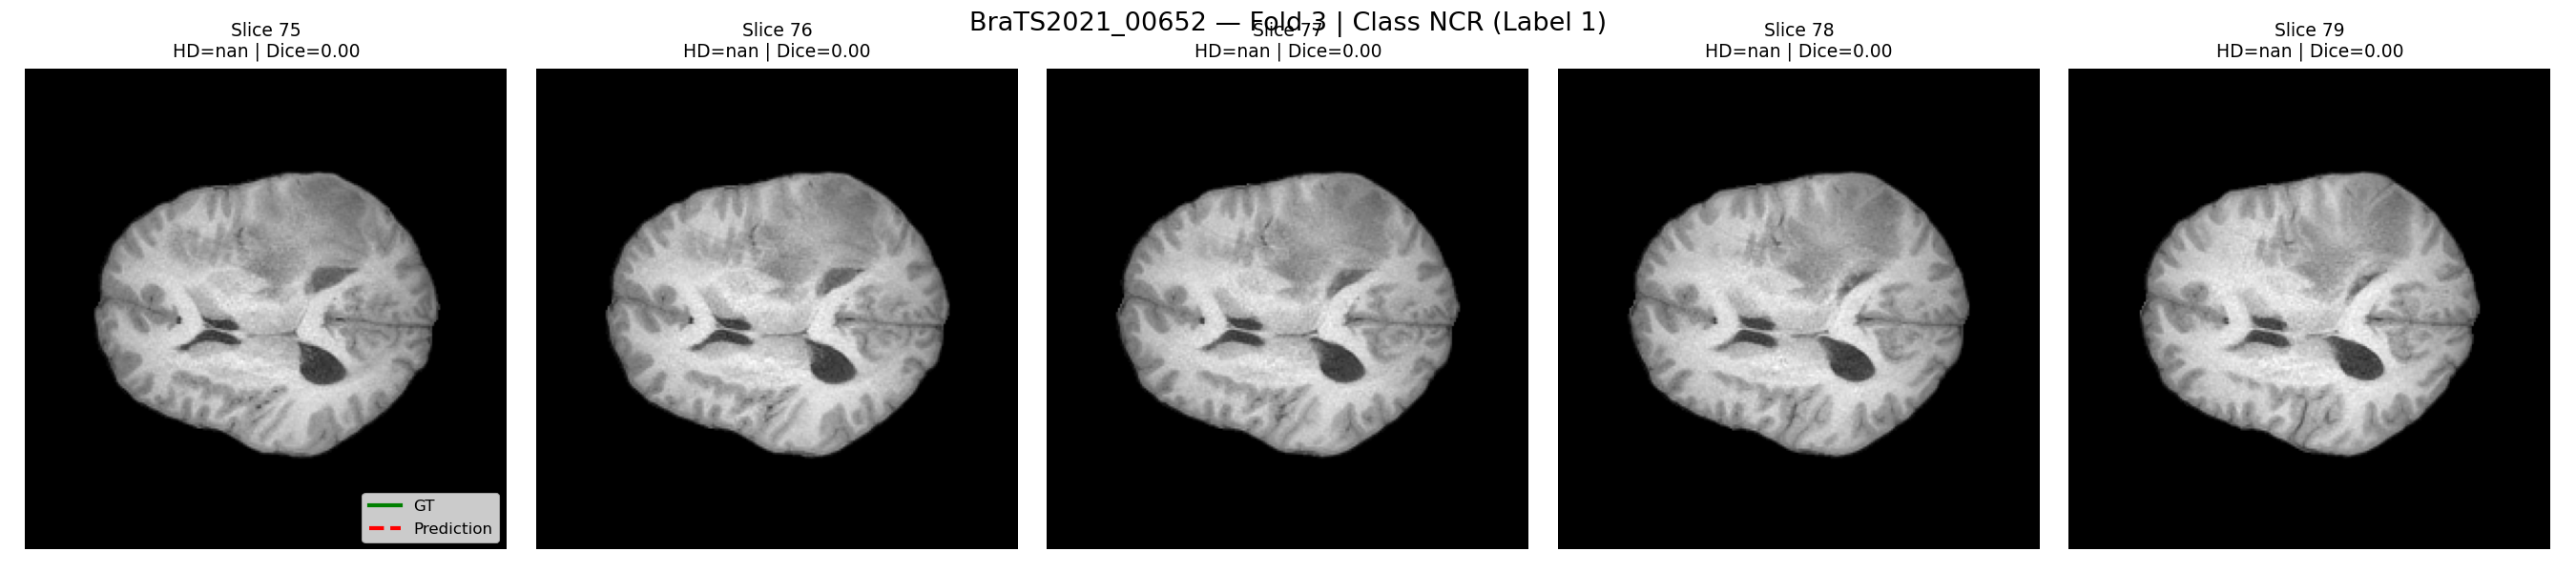 BraTS2021_00652 — Fold 3 | Class NCR (Label 1)
Slice 75
HD=nan | Dice=0.00
Slice 76
HD=nan | Dice=0.00
Slice 77
HD=nan | Dice=0.00
Slice 78
HD=nan | Dice=0.00
Slice 79
HD=nan | Dice=0.00
GT
Prediction